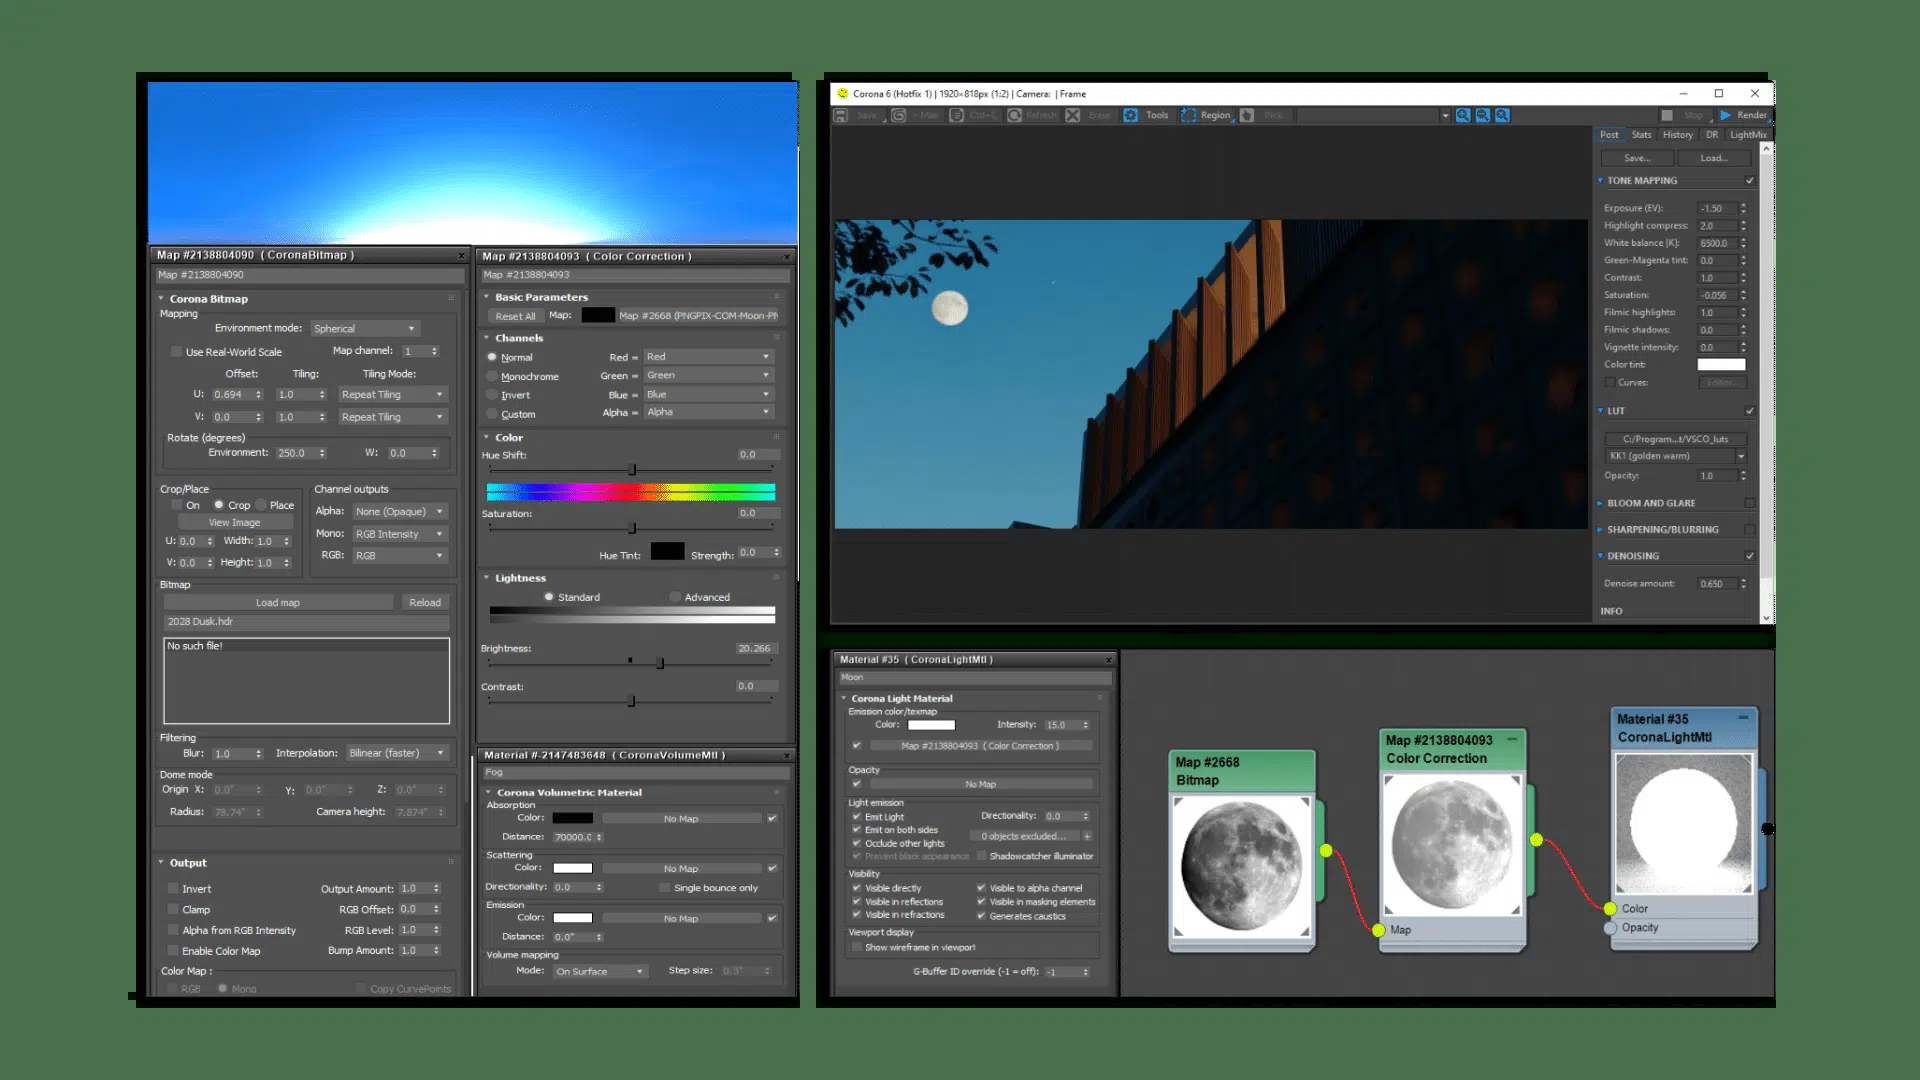 Map #2138804090 ( CoronaBitmap ) x
Map #2138804090
Corona Bitmap
Mapping
Environment mode: Spherical
Use Real-World Scale Map channel: 1
Offset: Tiling: Tiling Mode:
U: 0.694 1.0 Repeat Tiling
V: 0.0 1.0 Repeat Tiling
Rotate (degrees)
Environment: 250.0 W: 0.0
Crop/Place
On Crop Place
View Image
U: 0.0 Width: 1.0
V: 0.0 Height: 1.0
Channel outputs
Alpha: None (Opaque)
Mono: RGB Intensity
RGB: RGB
Bitmap
Load map Reload
2028 Dusk.hdr
No such file!
Filtering
Blur: 1.0 Interpolation: Bilinear (faster)
Dome mode
Origin X: 0.0" Y: 0.0" Z: 0.0"
Radius: 78.74" Camera height: 7.874"
Output
Invert Output Amount: 1.0
Clamp RGB Offset: 0.0
Alpha from RGB Intensity RGB Level: 1.0
Enable Color Map Bump Amount: 1.0
Color Map :
RGB Mono Copy CurvePoints
Map #2138804093 ( Color Correction ) x
Map #2138804093
Basic Parameters
Reset All Map: Map #2668 (PNGPIX-COM-Moon-PN
Channels
Normal Red = Red
Monochrome Green = Green
Invert Blue = Blue
Custom Alpha = Alpha
Color
Hue Shift: 0.0
Saturation: 0.0
Hue Tint: Strength: 0.0
Lightness
Standard Advanced
Brightness: 20.266
Contrast: 0.0
Material #-2147483648 ( CoronaVolumeMtl ) x
Fog
Corona Volumetric Material
Absorption
Color: No Map
Distance: 70000.0
Scattering
Color: No Map
Directionality: 0.0 Single bounce only
Emission
Color: No Map
Distance: 0.0"
Volume mapping
Mode: On Surface Step size: 0.3"
Corona 6 (Hotfix 1) | 1920×818px (1:2) | Camera: | Frame
Save > Max Ctrl+C Refresh Erase Tools Region Pick Stop Render
Post Stats History DR LightMix
Save... Load...
TONE MAPPING
Exposure (EV): -1.50
Highlight compress: 2.0
White balance [K]: 6500.0
Green-Magenta tint: 0.0
Contrast: 1.0
Saturation: -0.056
Filmic highlights: 1.0
Filmic shadows: 0.0
Vignette intensity: 0.0
Color tint:
Curves: Editor...
LUT
C:/Program...t/VSCO_luts
KK1 (golden warm)
Opacity: 1.0
BLOOM AND GLARE
SHARPENING/BLURRING
DENOISING
Denoise amount: 0.650
INFO
Material #35 ( CoronaLightMtl ) x
Moon
Corona Light Material
Emission color/texmap
Color: Intensity: 15.0
Map #2138804093 ( Color Correction )
Opacity
No Map
Light emission
Emit Light Directionality: 0.0
Emit on both sides 0 objects excluded... +
Occlude other lights
Prevent black appearance Shadowcatcher illuminator
Visibility
Visible directly Visible to alpha channel
Visible in reflections Visible in masking elements
Visible in refractions Generates caustics
Viewport display
Show wireframe in viewport!
G-Buffer ID override (-1 = off): -1
Map #2668
Bitmap
Map #2138804093
Color Correction
Map
Material #35
CoronaLightMtl
Color
Opacity